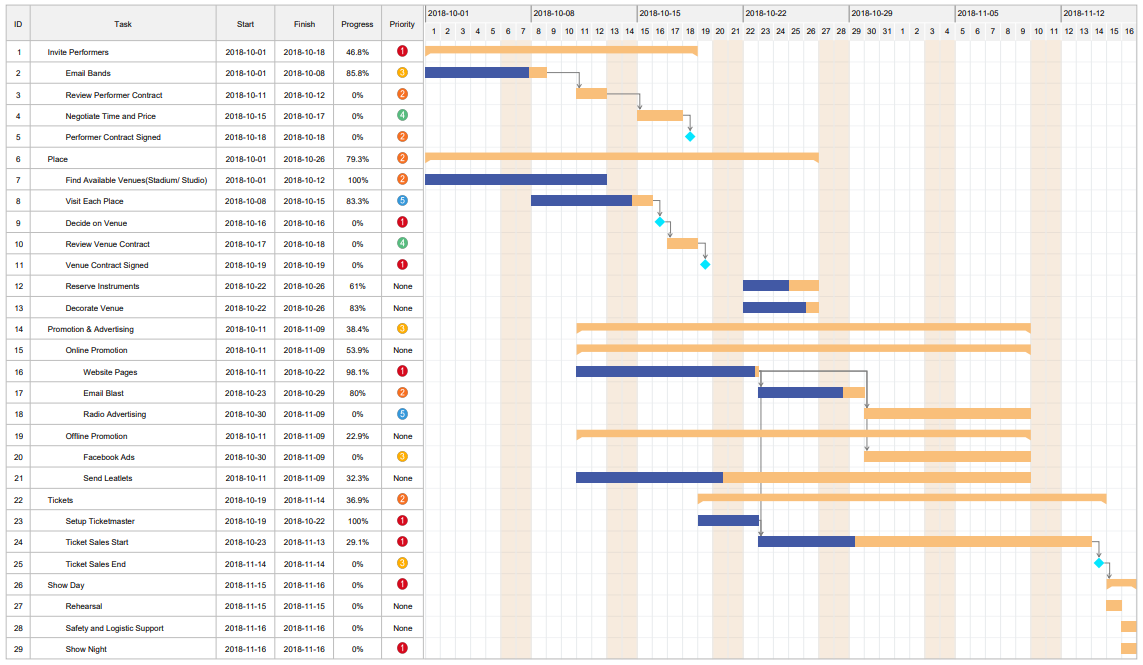 ID Task Start Finish Progress Priority 2018-10-01 2018-10-08 2018-10-15 2018-10-22 2018-10-29 2018-11-05 2018-11-12
1 2 3 4 5 6 7 8 9 10 11 12 13 14 15 16 17 18 19 20 21 22 23 24 25 26 27 28 29 30 31 1 2 3 4 5 6 7 8 9 10 11 12 13 14 15 16
1 Invite Performers 2018-10-01 2018-10-18 46.8% 1
2 Email Bands 2018-10-01 2018-10-08 85.8% 3
3 Review Performer Contract 2018-10-11 2018-10-12 0% 2
4 Negotiate Time and Price 2018-10-15 2018-10-17 0% 4
5 Performer Contract Signed 2018-10-18 2018-10-18 0% 2
6 Place 2018-10-01 2018-10-26 79.3% 2
7 Find Available Venues(Stadium/ Studio) 2018-10-01 2018-10-12 100% 2
8 Visit Each Place 2018-10-08 2018-10-15 83.3% 5
9 Decide on Venue 2018-10-16 2018-10-16 0% 1
10 Review Venue Contract 2018-10-17 2018-10-18 0% 4
11 Venue Contract Signed 2018-10-19 2018-10-19 0% 1
12 Reserve Instruments 2018-10-22 2018-10-26 61% None
13 Decorate Venue 2018-10-22 2018-10-26 83% None
14 Promotion & Advertising 2018-10-11 2018-11-09 38.4% 3
15 Online Promotion 2018-10-11 2018-11-09 53.9% None
16 Website Pages 2018-10-11 2018-10-22 98.1% 1
17 Email Blast 2018-10-23 2018-10-29 80% 2
18 Radio Advertising 2018-10-30 2018-11-09 0% 5
19 Offline Promotion 2018-10-11 2018-11-09 22.9% None
20 Facebook Ads 2018-10-30 2018-11-09 0% 3
21 Send Leatlets 2018-10-11 2018-11-09 32.3% None
22 Tickets 2018-10-19 2018-11-14 36.9% 2
23 Setup Ticketmaster 2018-10-19 2018-10-22 100% 1
24 Ticket Sales Start 2018-10-23 2018-11-13 29.1% 1
25 Ticket Sales End 2018-11-14 2018-11-14 0% 3
26 Show Day 2018-11-15 2018-11-16 0% 1
27 Rehearsal 2018-11-15 2018-11-15 0% None
28 Safety and Logistic Support 2018-11-16 2018-11-16 0% None
29 Show Night 2018-11-16 2018-11-16 0% 1